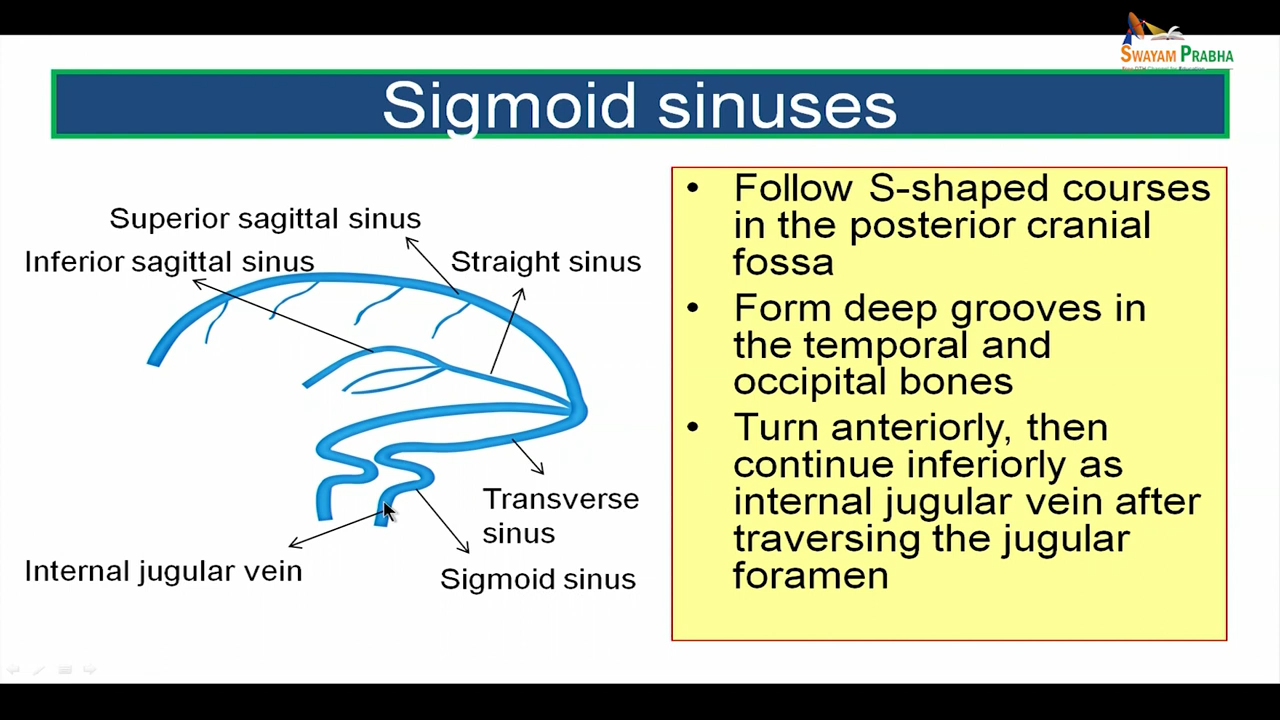 SWAYAM PRABHA
Sigmoid sinuses
Superior sagittal sinus
Inferior sagittal sinus
Straight sinus
Transverse
sinus
Internal jugular vein
Sigmoid sinus
• Follow S-shaped courses
in the posterior cranial
fossa
• Form deep grooves in
the temporal and
occipital bones
• Turn anteriorly, then
continue inferiorly as
internal jugular vein after
traversing the jugular
foramen